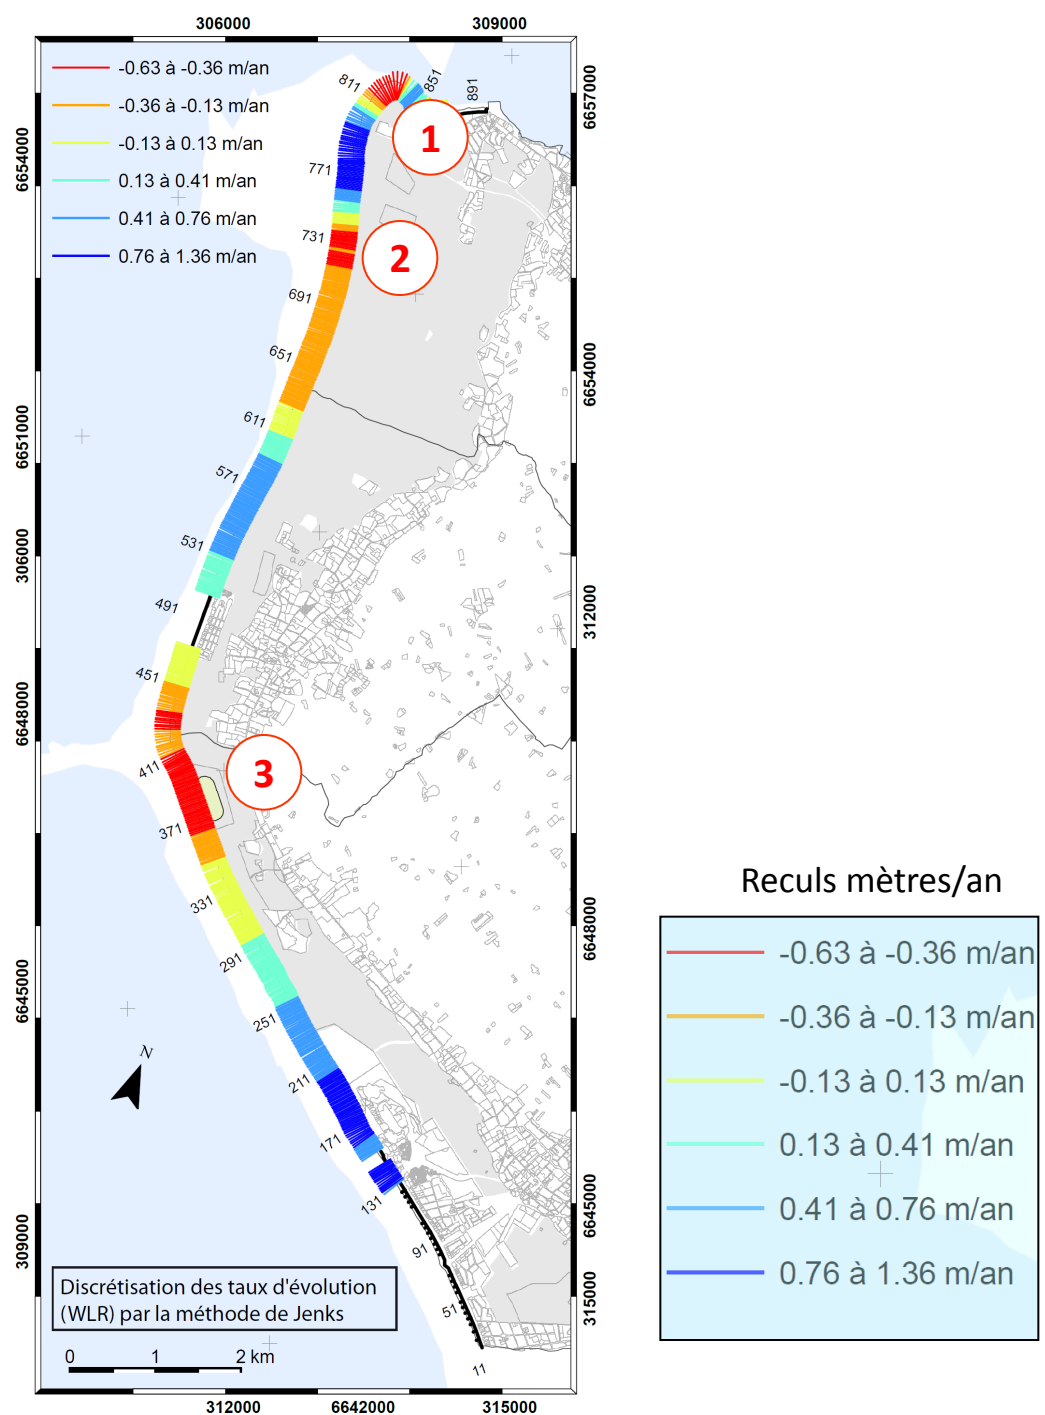 306000
309000
-0.63 à -0.36 m/an
-0.36 à -0.13 m/an
-0.13 à 0.13 m/an
0.13 à 0.41 m/an
0.41 à 0.76 m/an
0.76 à 1.36 m/an
811
851
891
1
771
731
2
691
651
611
571
531
491
451
411
3
371
331
291
251
211
171
131
91
51
11
6654000
6651000
306000
6648000
6645000
309000
6657000
6654000
312000
6648000
6645000
315000
N
Discrétisation des taux d'évolution
(WLR) par la méthode de Jenks
0 1 2 km
312000
6642000
315000
Reculs mètres/an
-0.63 à -0.36 m/an
-0.36 à -0.13 m/an
-0.13 à 0.13 m/an
0.13 à 0.41 m/an
0.41 à 0.76 m/an
0.76 à 1.36 m/an